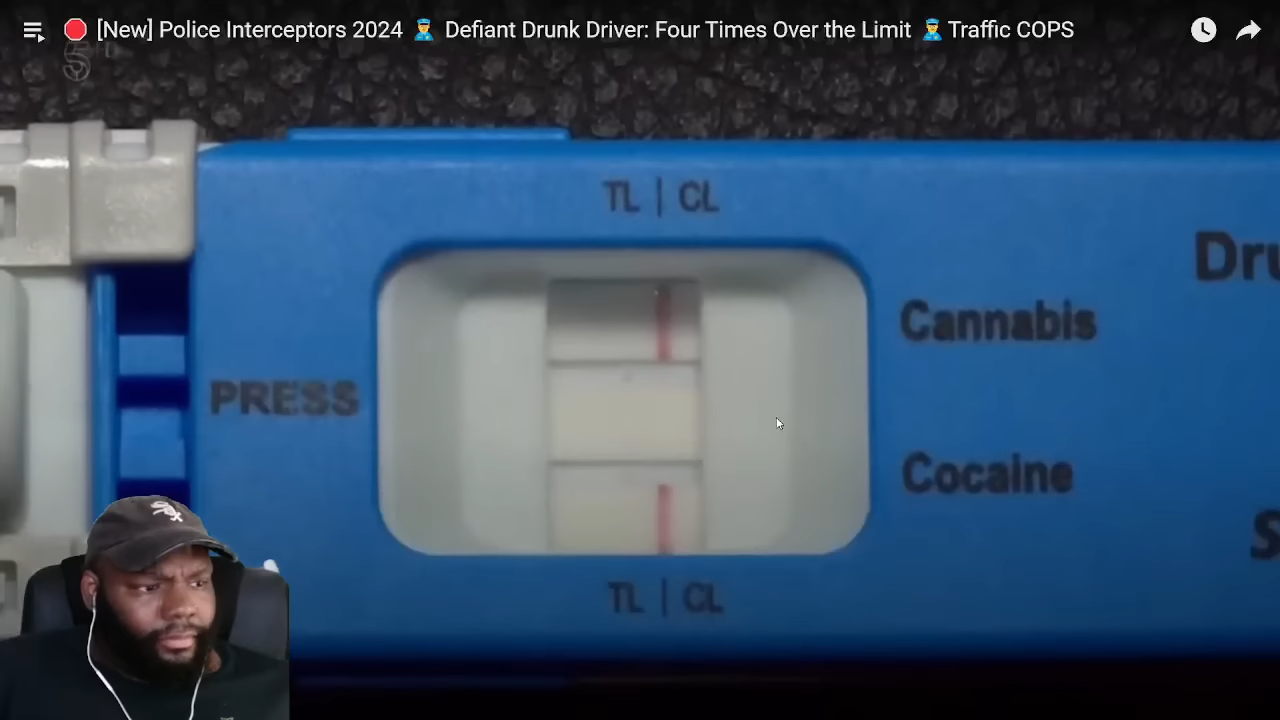 [New] Police Interceptors 2024 👮 Defiant Drunk Driver: Four Times Over the Limit 👮 Traffic COPS
5
TL | CL
Cannabis
PRESS
Cocaine
TL | CL